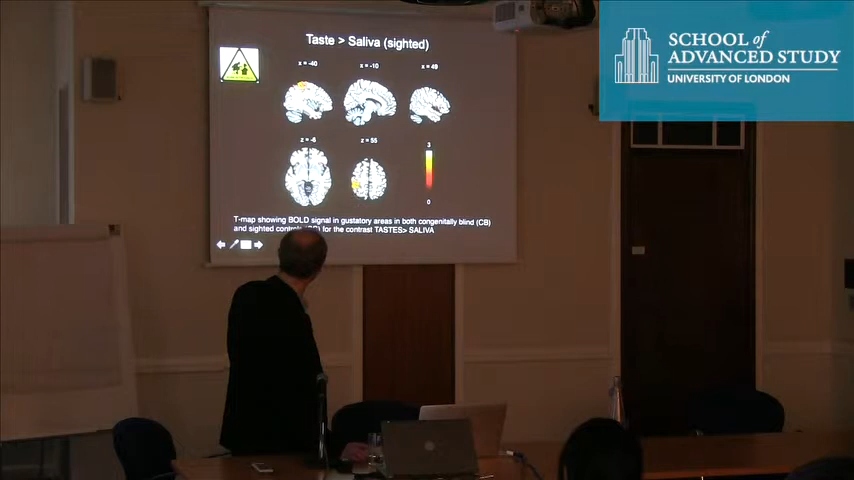 Taste > Saliva (sighted)
x = -40
x = -10
x = 49
z = -6
z = 55
3
0
T-map showing BOLD signal in gustatory areas in both congenitally blind (CB)
and sighted for the contrast TASTES> SALIVA
SCHOOL of
ADVANCED STUDY
UNIVERSITY OF LONDON